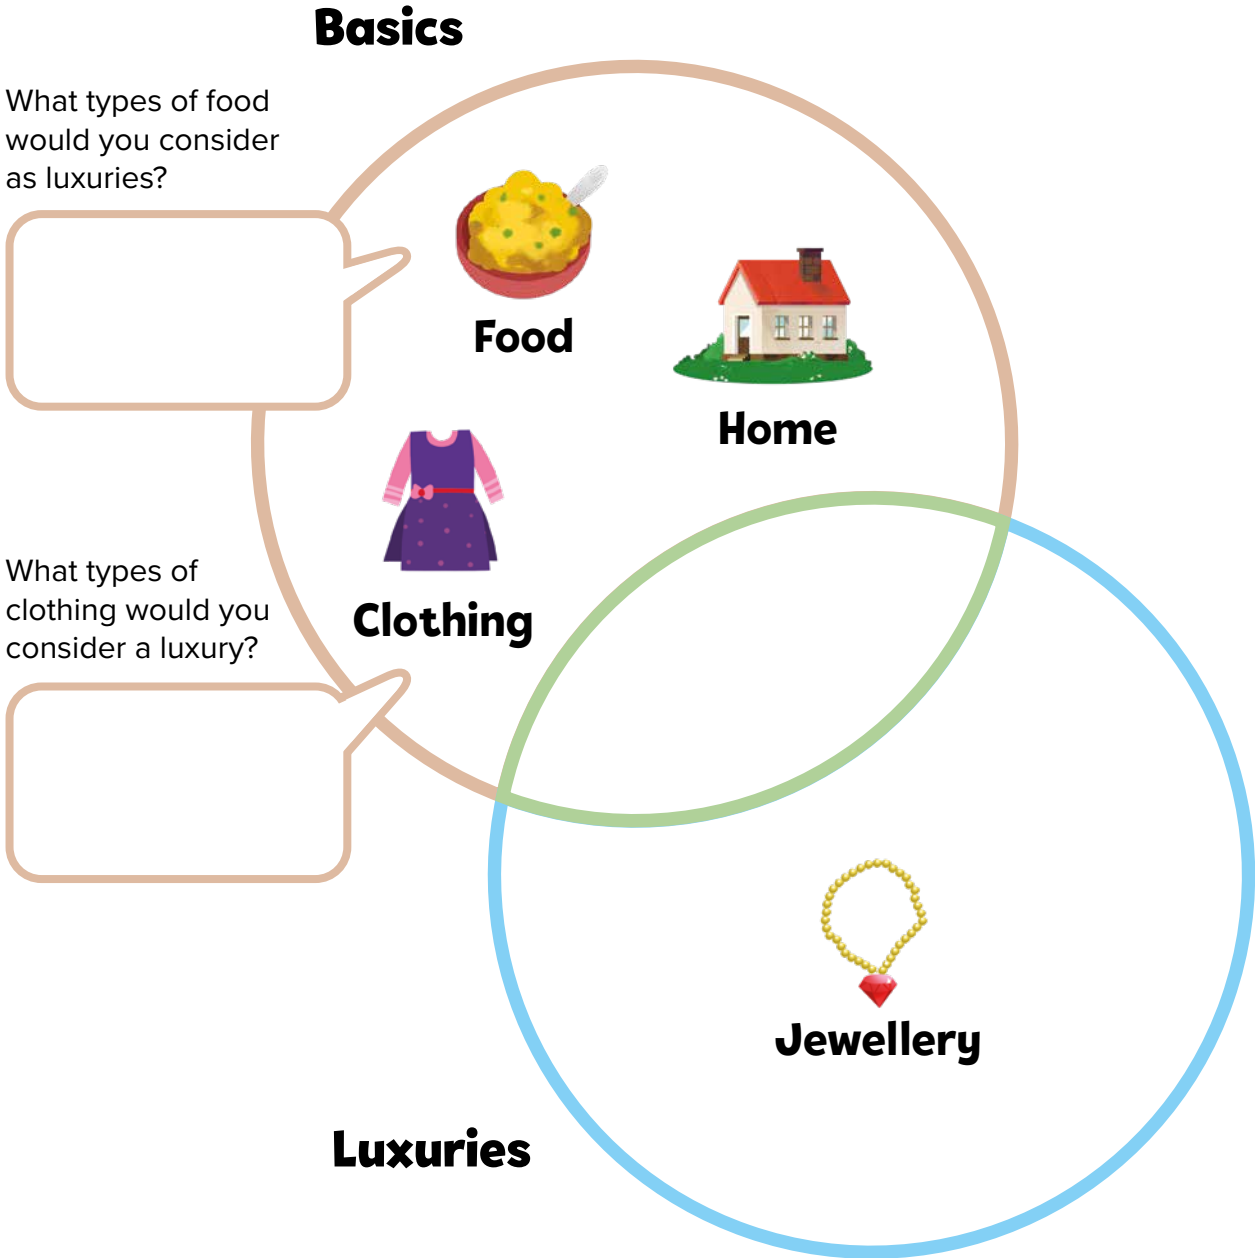 Basics
What types of food
would you consider
as luxuries?
Food
Home
Clothing
What types of
clothing would you
consider a luxury?
Jewellery
Luxuries